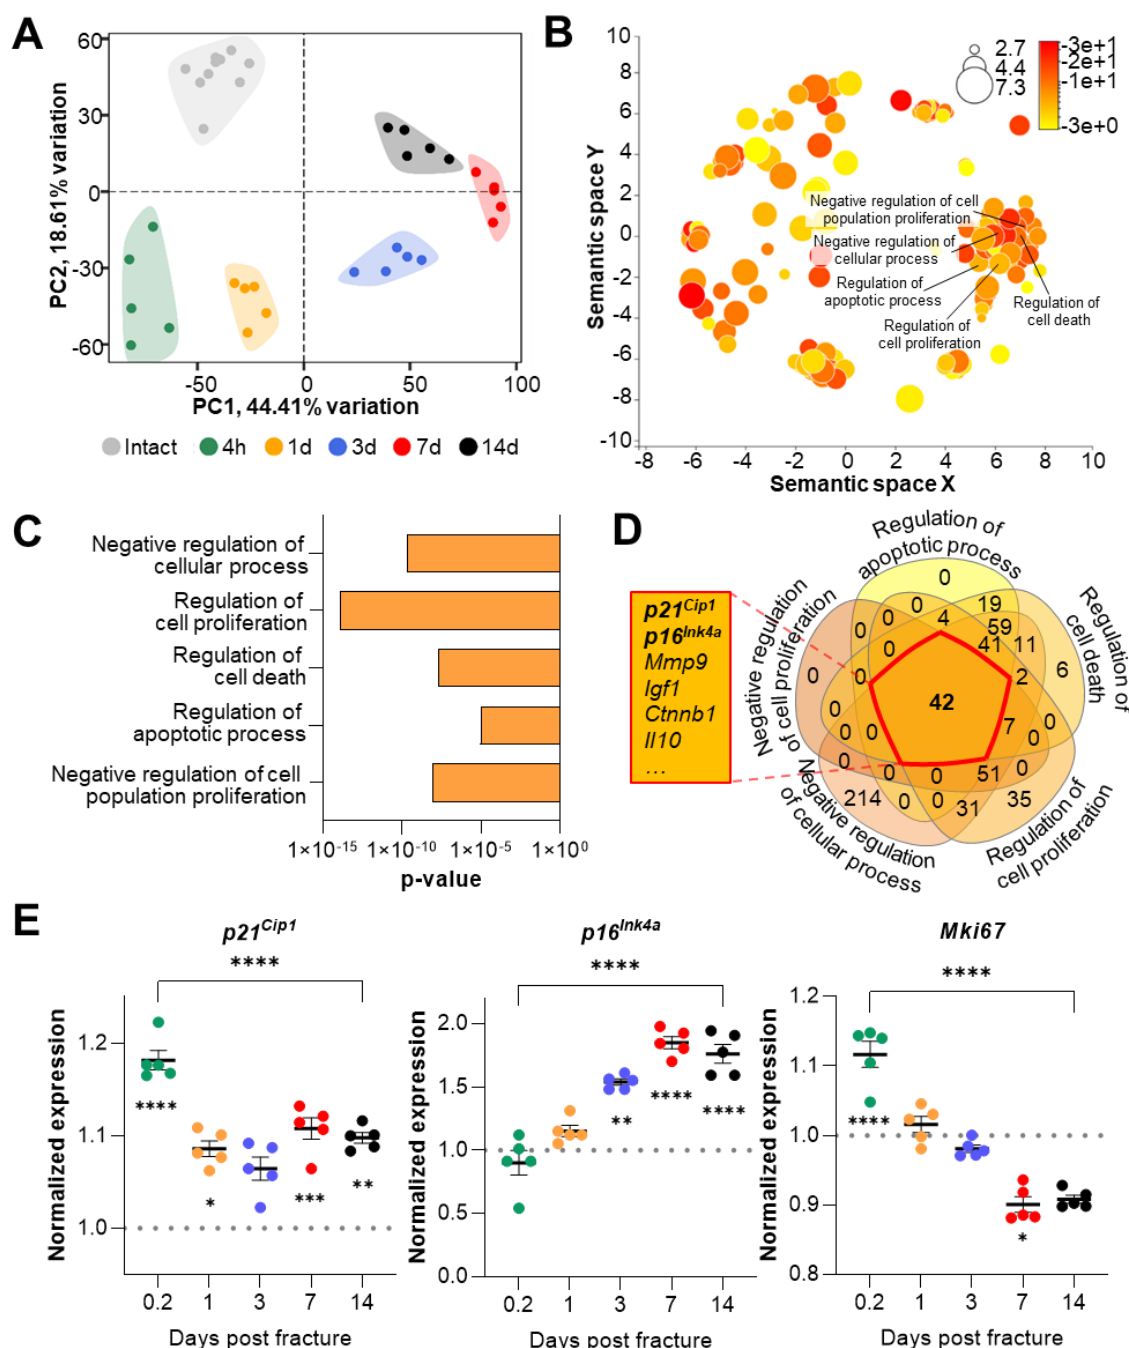 A
PC2, 18.61% variation
60
30
0
-30
-60
-50
0
50
100
PC1, 44.41% variation
Intact
4h
1d
3d
7d
14d
B
Semantic space Y
10
8
6
4
2
0
-2
-4
-6
-8
-10
2.7
4.4
7.3
-3e+1
-2e+1
-1e+1
-3e+0
Negative regulation of cell
population proliferation
Negative regulation of
cellular process
Regulation of
apoptotic process
Regulation of
cell proliferation
Regulation of
cell death
-8
-6
-4
-2
0
2
4
6
8
10
Semantic space X
C
Negative regulation of
cellular process
Regulation of
cell proliferation
Regulation of
cell death
Regulation of
apoptotic process
Negative regulation of cell
population proliferation
1×10-15
1×10-10
1×10-5
1×100
p-value
D
p21Cip1
p16Ink4a
Mmp9
Igf1
Ctnnb1
Il10
...
Regulation of
apoptotic process
Regulation of
cell death
Regulation of
cell proliferation
Negative regulation
of cellular process
Negative regulation
of cell proliferation
0
0
19
0
4
59
0
41
11
0
6
0
0
2
42
0
7
0
0
0
0
0
0
0
51
0
214
0
0
31
35
E
p21Cip1
****
Normalized expression
1.2
1.1
1.0
****
*
***
**
0.2
1
3
7
14
Days post fracture
p16Ink4a
****
Normalized expression
2.0
1.5
1.0
0.5
0.0
**
****
****
0.2
1
3
7
14
Days post fracture
Mki67
****
Normalized expression
1.2
1.1
1.0
0.9
0.8
****
*
0.2
1
3
7
14
Days post fracture